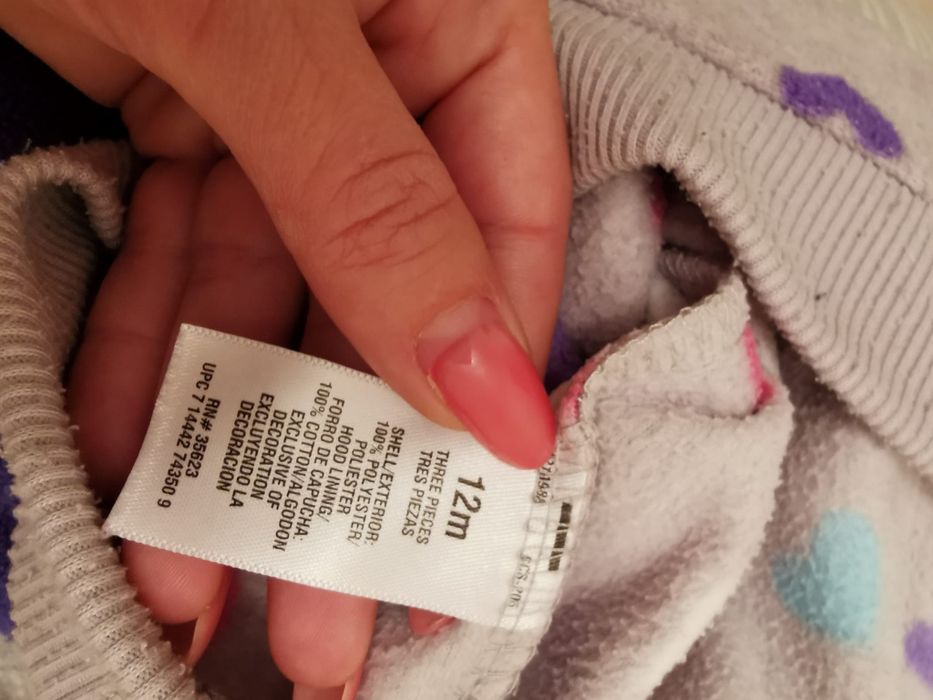 12m
THREE PIECES
TRES PIEZAS
SHELL/EXTERIOR:
100% POLYESTER/
POLIESTER
HOOD LINING/
FORRO DE CAPUCHA:
100% COTTON/ALGODON
EXCLUSIVE OF
DECORATION
EXCLUYENDO LA
DECORACION
RN# 35623
UPC 7 14442 74350 9